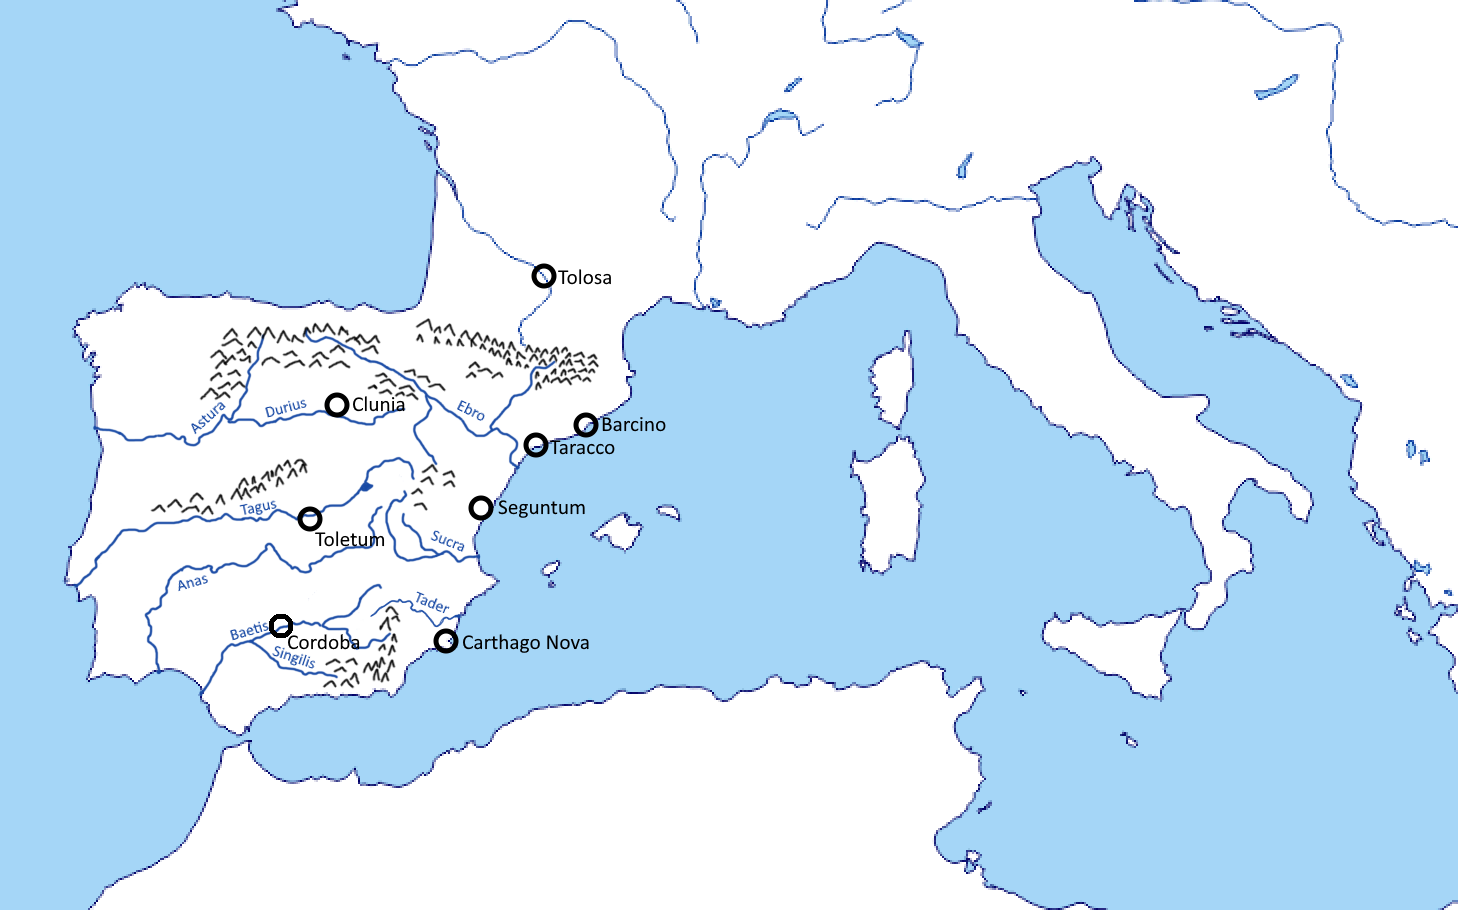 Tolosa
Astura
Durius
Clunia
Ebro
Barcino
Taracco
Tagus
Toletum
Seguntum
Sucra
Anas
Tader
Baetis
Cordoba
Singilis
Carthago Nova